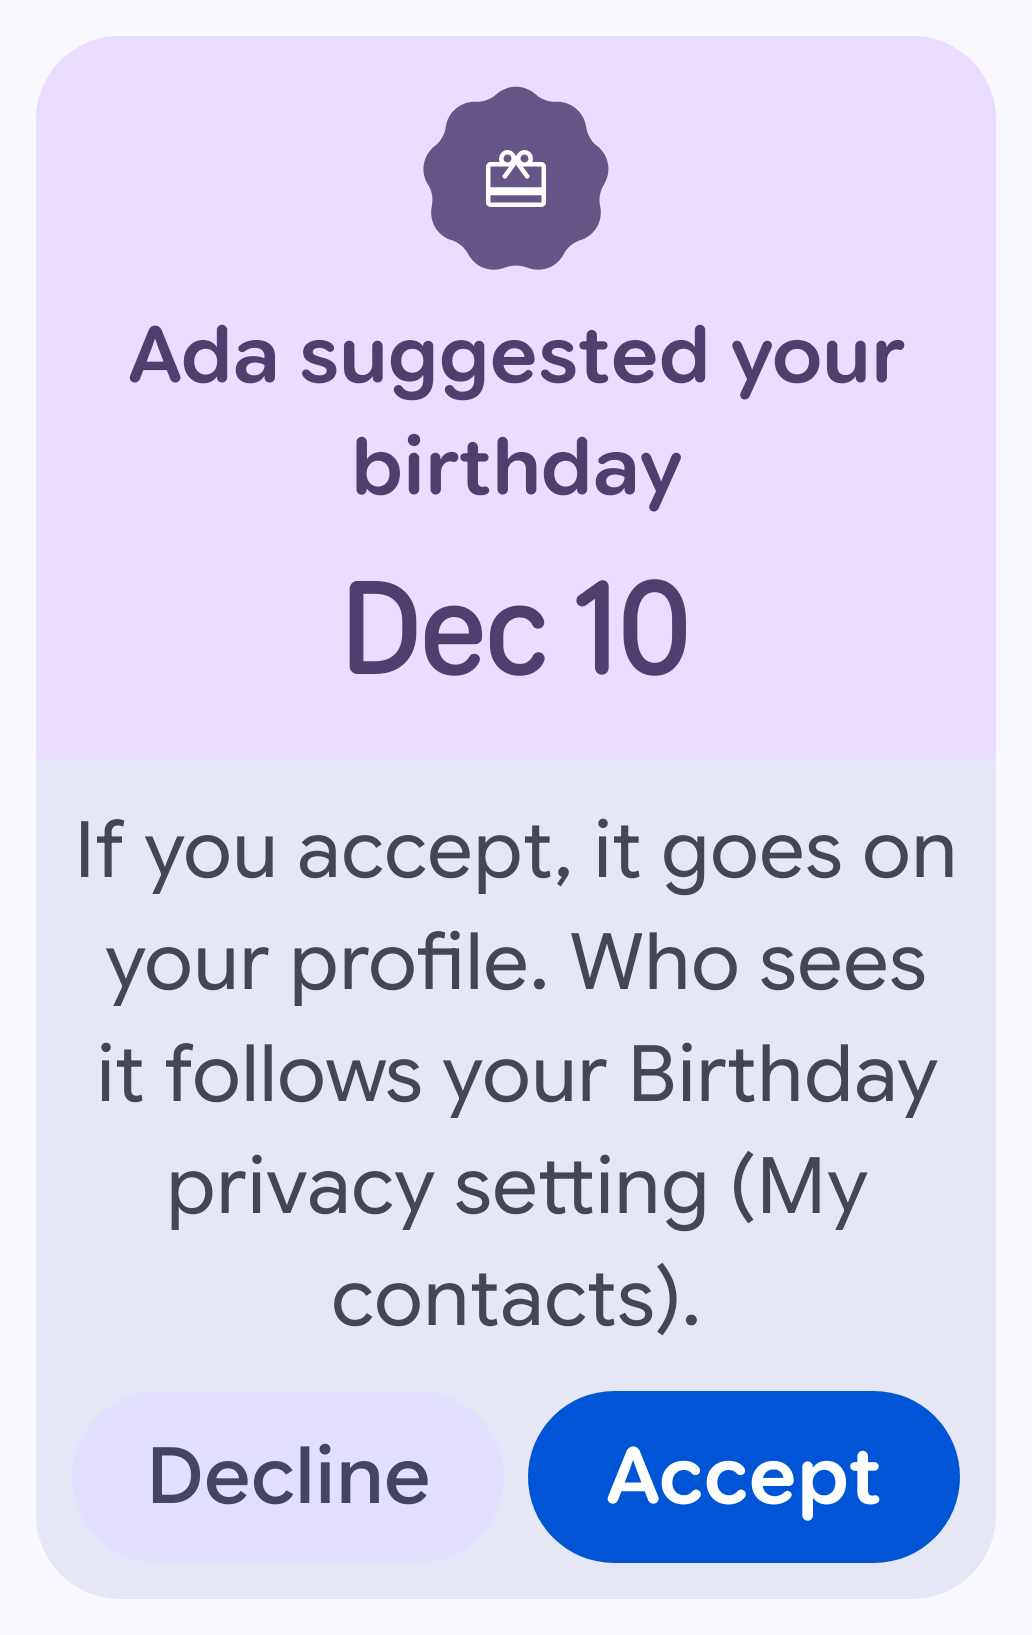 Ada suggested your
birthday
Dec 10
If you accept, it goes on
your profile. Who sees
it follows your Birthday
privacy setting (My
contacts).
Decline
Accept